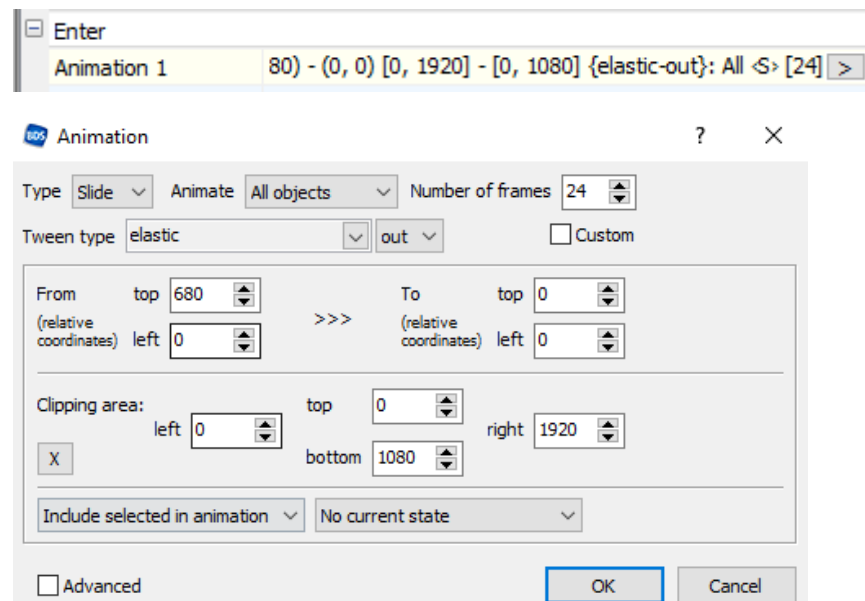 Enter
Animation 1 80) - (0, 0) [0, 1920] - [0, 1080] {elastic-out}: All <S> [24] >
BDS Animation ? X
Type Slide Animate All objects Number of frames 24
Tween type elastic out Custom
From top 680 >>> To top 0
(relative coordinates) left 0 (relative coordinates) left 0
Clipping area: left 0 top 0 right 1920
X bottom 1080
Include selected in animation No current state
Advanced OK Cancel